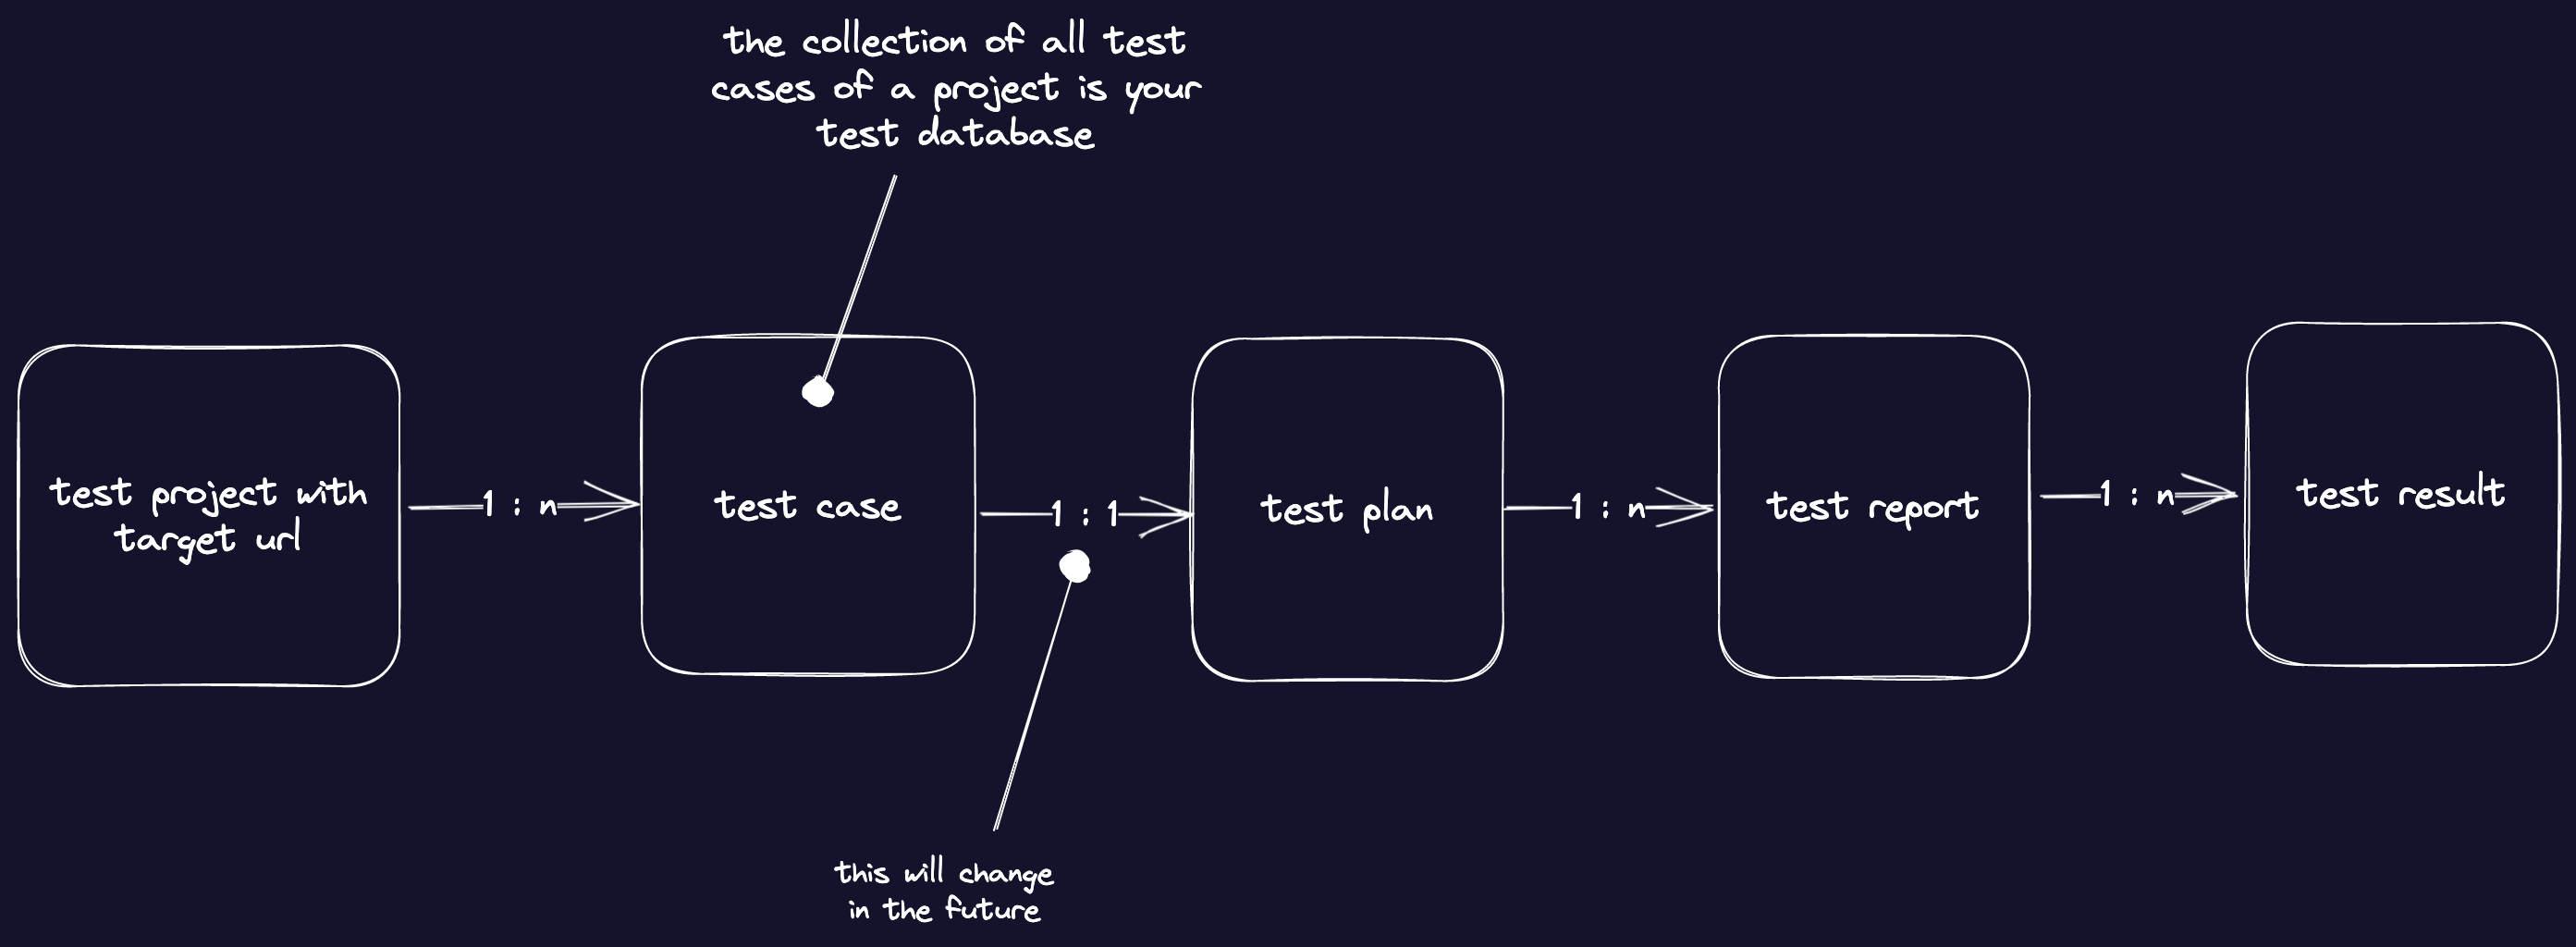 the collection of all test
cases of a project is your
test database
test project with
target url
1 : n
test case
1 : 1
test plan
1 : n
test report
1 : n
test result
this will change
in the future